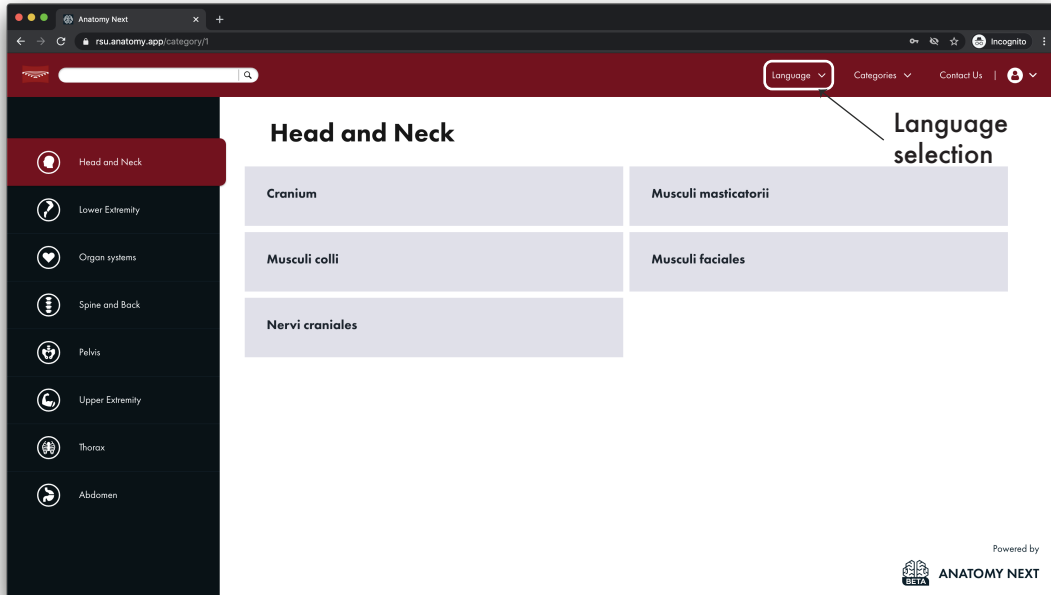 Anatomy Next
rsu.anatomy.app/category/1
Incognito
Language
Categories
Contact Us |
Language
selection
Head and Neck
Head and Neck
Lower Extremity
Organ systems
Spine and Back
Pelvis
Upper Extremity
Thorax
Abdomen
Cranium
Musculi masticatorii
Musculi colli
Musculi faciales
Nervi craniales
Powered by
BETA
ANATOMY NEXT